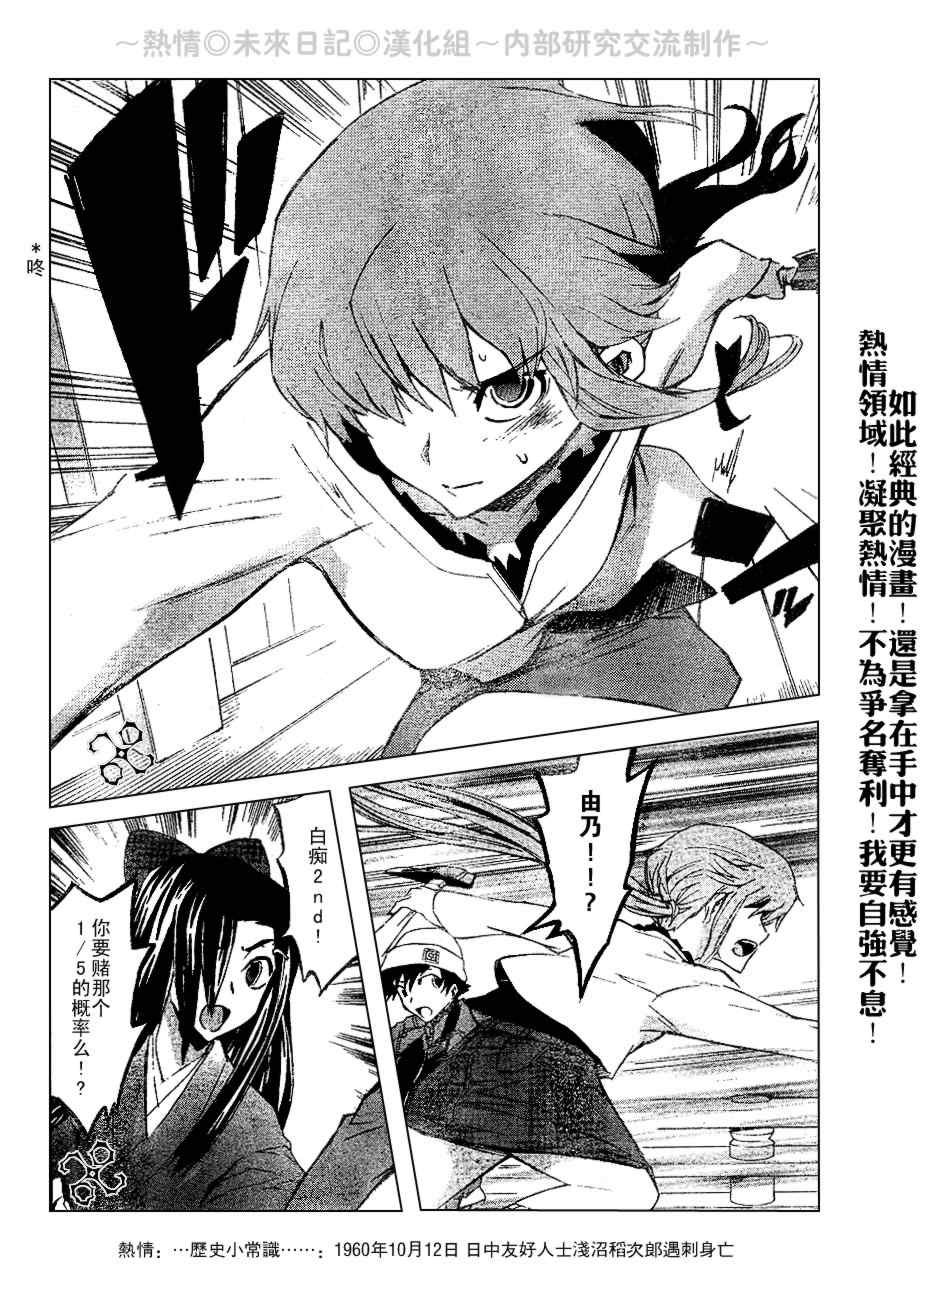 ～熱情◎未來日記◎漢化組～内部研究交流制作～
*咚
如此經典的漫畫！還是拿在手中才更有感覺！
熱情領域！凝聚熱情！不為爭名奪利！我要自強不息！
由乃！！？
白痴2nd！
你要赌那个
1/5的概率么！？
熱情：…歷史小常識……：1960年10月12日 日中友好人士淺沼稻次郎遇刺身亡